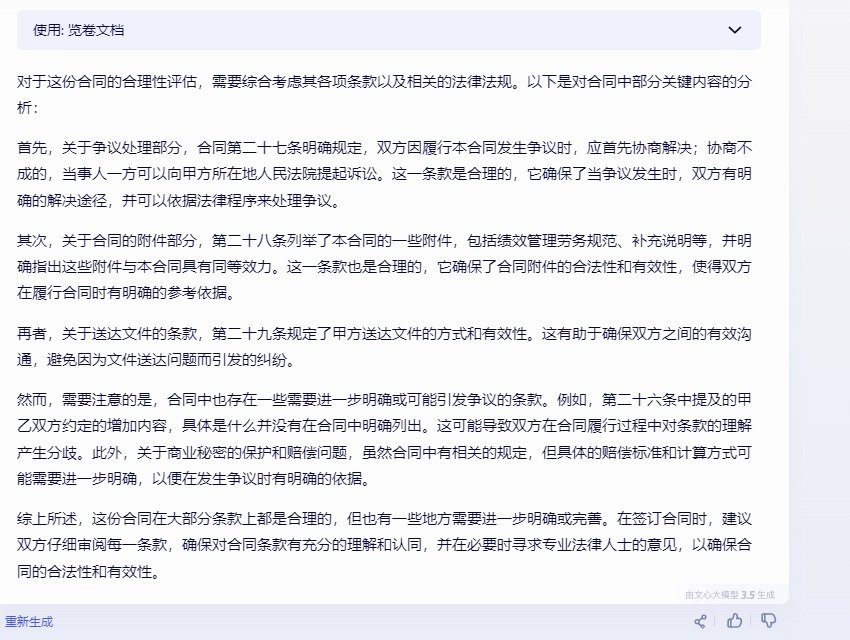 使用: 览卷文档
对于这份合同的合理性评估，需要综合考虑其各项条款以及相关的法律法规。以下是对合同中部分关键内容的分
析：
首先，关于争议处理部分，合同第二十七条明确规定，双方因履行本合同发生争议时，应首先协商解决；协商不
成的，当事人一方可以向甲方所在地人民法院提起诉讼。这一条款是合理的，它确保了当争议发生时，双方有明
确的解决途径，并可以依据法律程序来处理争议。
其次，关于合同的附件部分，第二十八条列举了本合同的一些附件，包括绩效管理劳务规范、补充说明等，并明
确指出这些附件与本合同具有同等效力。这一条款也是合理的，它确保了合同附件的合法性和有效性，使得双方
在履行合同时有明确的参考依据。
再者，关于送达文件的条款，第二十九条规定了甲方送达文件的方式和有效性。这有助于确保双方之间的有效沟
通，避免因为文件送达问题而引发的纠纷。
然而，需要注意的是，合同中也存在一些需要进一步明确或可能引发争议的条款。例如，第二十六条中提及的甲
乙双方约定的增加内容，具体是什么并没有在合同中明确列出。这可能导致双方在合同履行过程中对条款的理解
产生分歧。此外，关于商业秘密的保护和赔偿问题，虽然合同中有相关的规定，但具体的赔偿标准和计算方式可
能需要进一步明确，以便在发生争议时有明确的依据。
综上所述，这份合同在大部分条款上都是合理的，但也有一些地方需要进一步明确或完善。在签订合同时，建议
双方仔细审阅每一条款，确保对合同条款有充分的理解和认同，并在必要时寻求专业法律人士的意见，以确保合
同的合法性和有效性。
由文心大模型 3.5 生成
重新生成